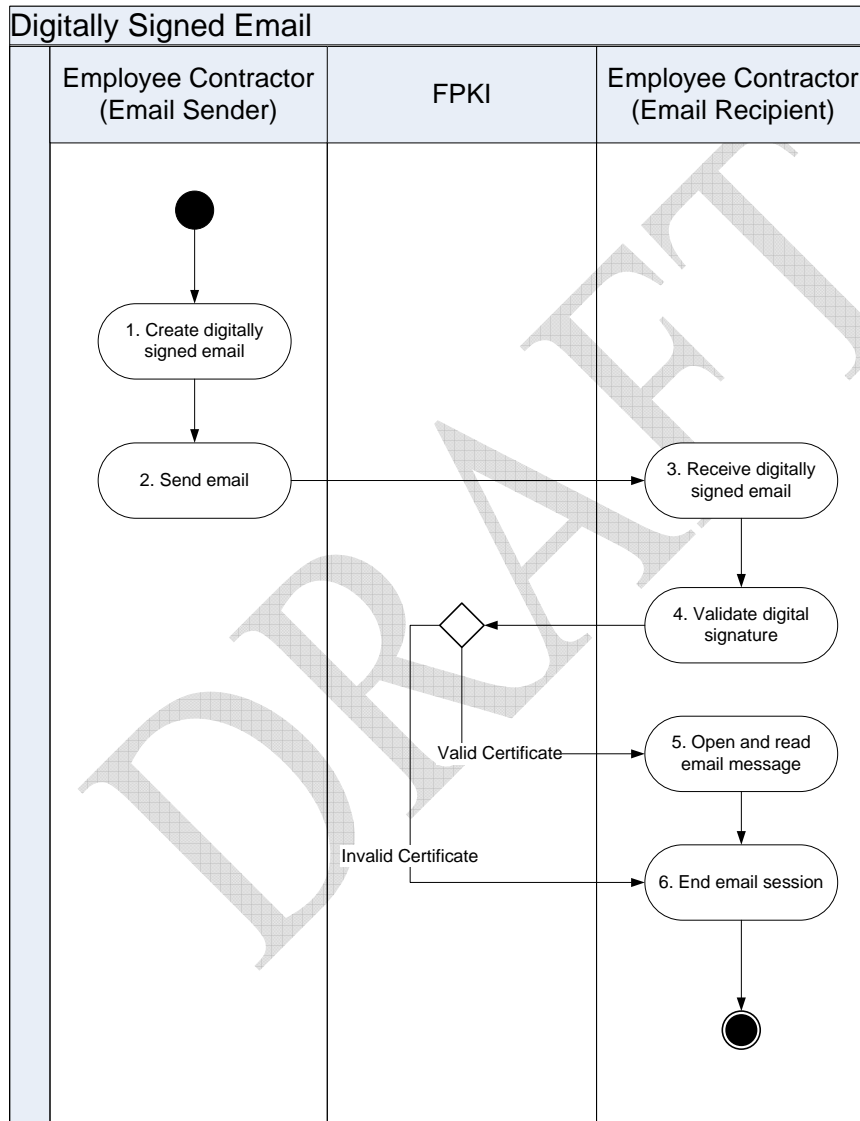 Digitally Signed Email
Employee Contractor
(Email Sender)
FPKI
Employee Contractor
(Email Recipient)
1. Create digitally
signed email
2. Send email
3. Receive digitally
signed email
4. Validate digital
signature
Valid Certificate
5. Open and read
email message
Invalid Certificate
6. End email session
DRAFT